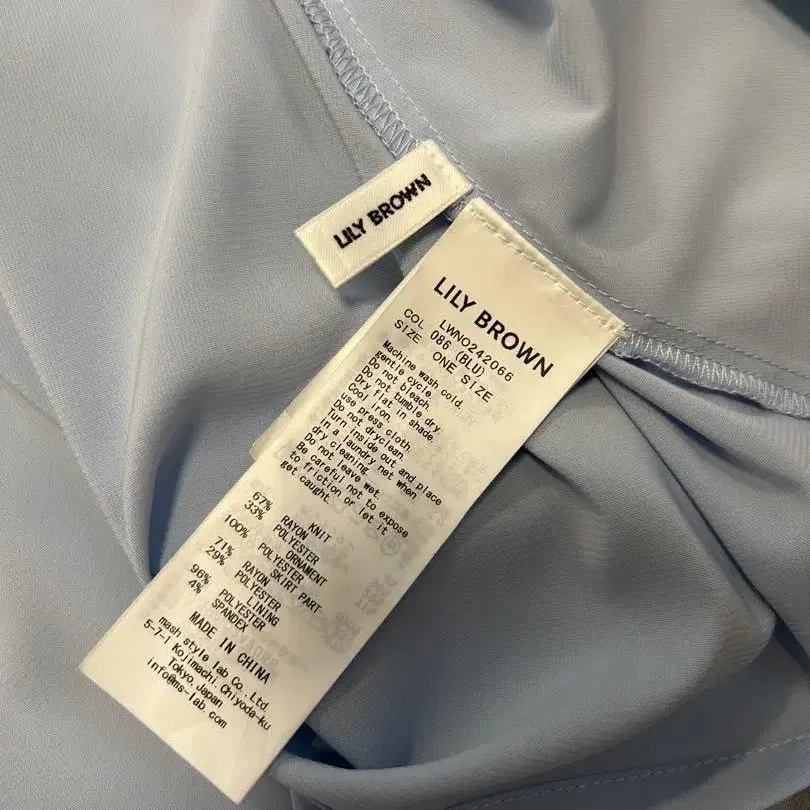 LILY BROWN
LILY BROWN
LWNO242066
COL 086 (BLU)
SIZE ONE SIZE
Machine wash cold.
gentle cycle.
Do not bleach.
Do not tumble dry.
Dry flat in shade.
Cool iron.
use press cloth.
Do not dryclean.
Turn inside out and place
in a laundry net when
dry cleaning.
Do not leave wet
Be careful not to expose
to friction or let it
get caught.
KNIT
67% RAYON
33% POLYESTER
ORNAMENT
100% POLYESTER
SKIRT PART
71% RAYON
29% POLYESTER
LINING
96% POLYESTER
4% SPANDEX
MADE IN CHINA
mash style lab Co.,Ltd.
5-7-1 Kojimachi Chiyoda-ku
Tokyo, Japan
info@ms-lab.com